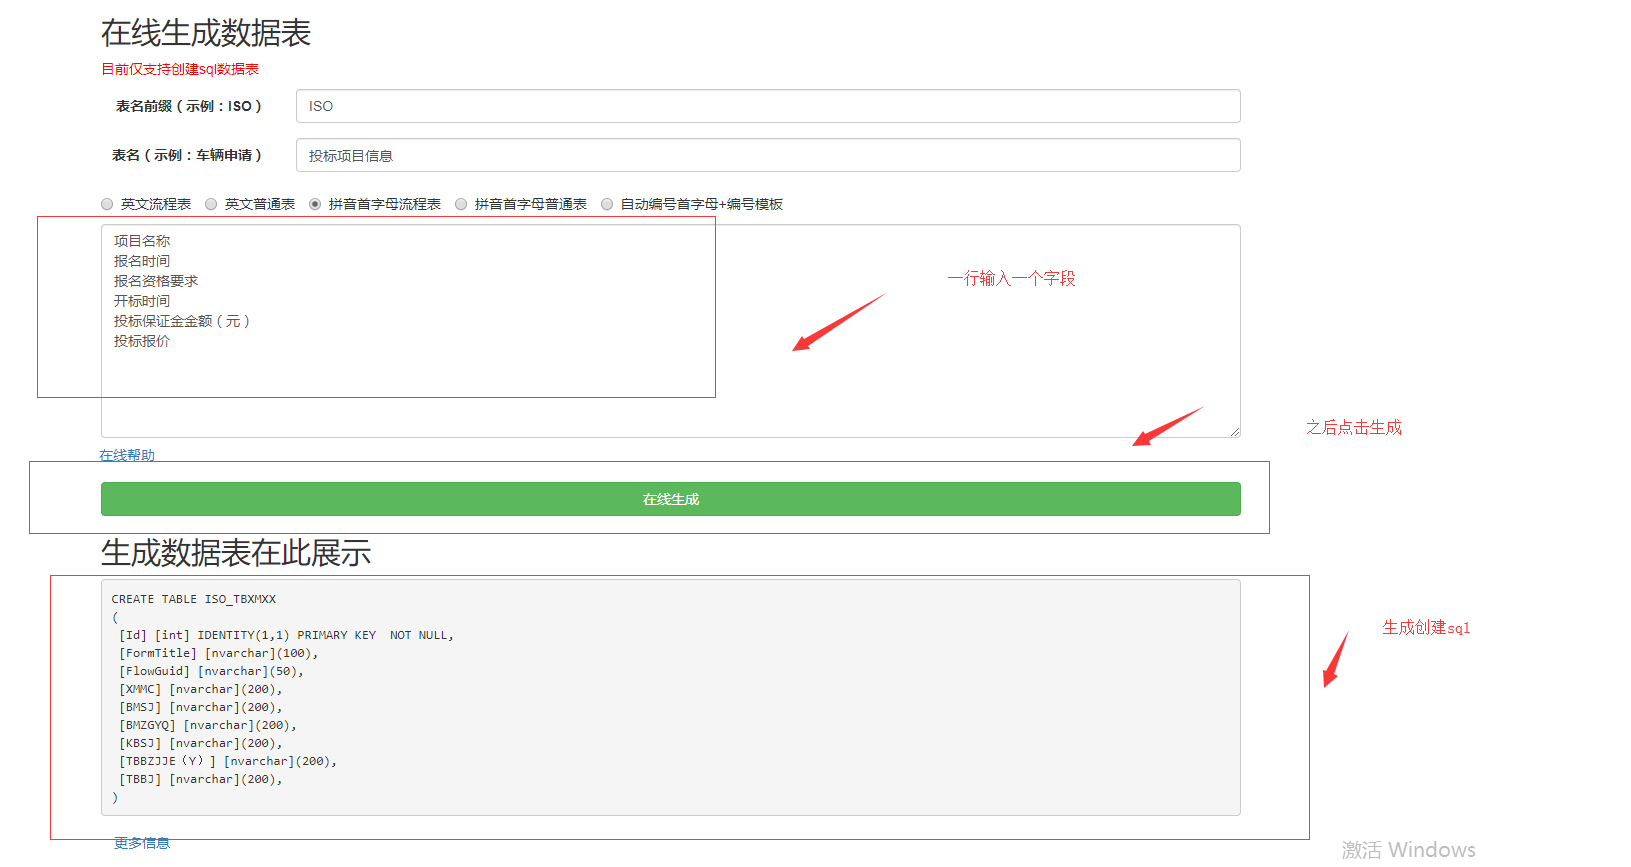 在线生成数据表
目前仅支持创建sql数据表
表名前缀（示例：ISO）
ISO
表名（示例：车辆申请）
投标项目信息
英文流程表 英文普通表 拼音首字母流程表 拼音首字母普通表 自动编号首字母+编号模板
项目名称
报名时间
报名资格要求
开标时间
投标保证金金额（元）
投标报价
一行输入一个字段
之后点击生成
在线帮助
在线生成
生成数据表在此展示
CREATE TABLE ISO_TBXMXX
(
[Id] [int] IDENTITY(1,1) PRIMARY KEY  NOT NULL,
[FormTitle] [nvarchar](100),
[FlowGuid] [nvarchar](50),
[XMMC] [nvarchar](200),
[BMSJ] [nvarchar](200),
[BMZGYQ] [nvarchar](200),
[KBSJ] [nvarchar](200),
[TBBZJJE（Y）] [nvarchar](200),
[TBBJ] [nvarchar](200),
)
生成创建sql
更多信息
激活 Windows